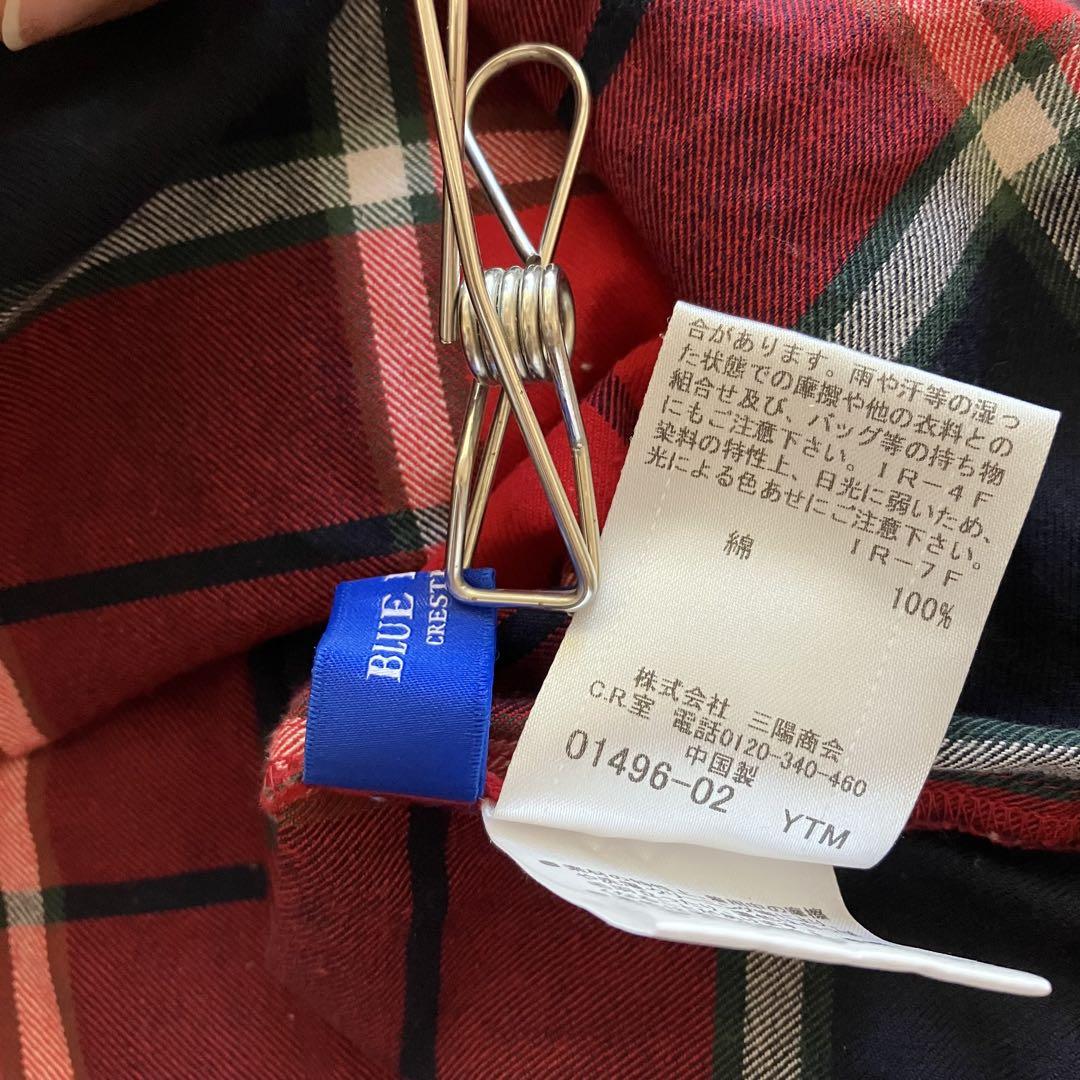 合があります。雨や汗等の湿っ
た状態での摩擦や他の衣料との
組合せ及び、バッグ等の持ち物
にもご注意下さい。IR-4F
染料の特性上、日光に弱いため、
光による色あせにご注意下さい。
IR-7F
綿
100%
株式会社 三陽商会
C.R室 電話0120-340-460
中国製
01496-02
YTM
BLUE